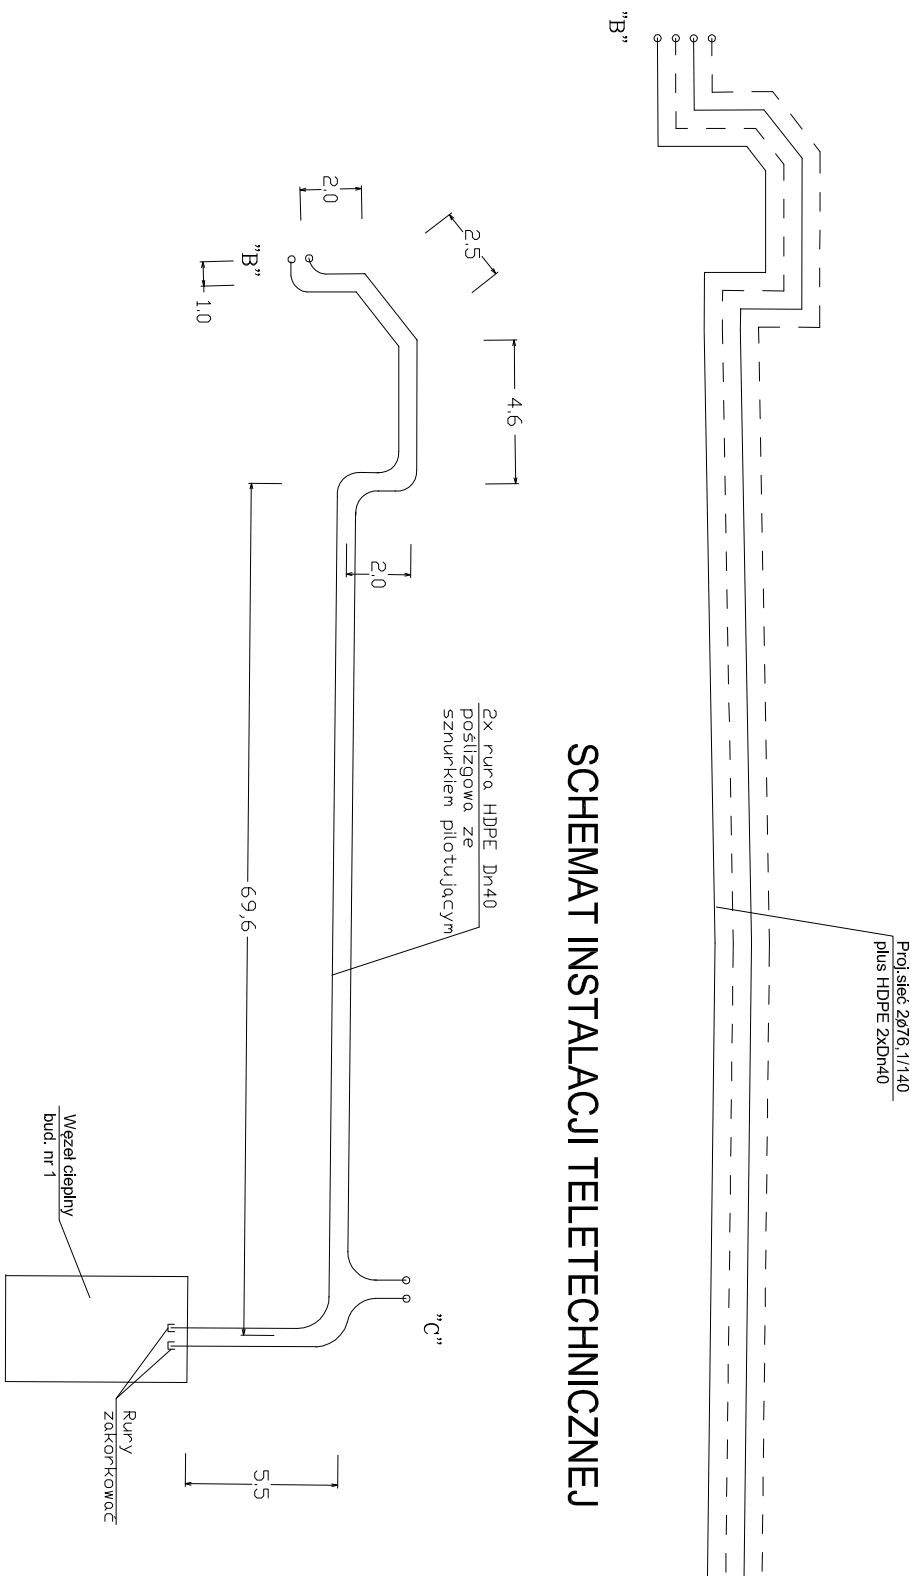 "B"
Proj.sieć 2ø76,1/140
plus HDPE 2xDn40
SCHEMAT INSTALACJI TELETECHNICZNEJ
2,5
4,6
2,0
"B"
1,0
2,0
2x rura HDPE Dn40
poślizgowa ze
sznurkiem pilotującym
69,6
"C"
Węzeł cieplny
bud. nr 1
Rury
zakorkować
5,5